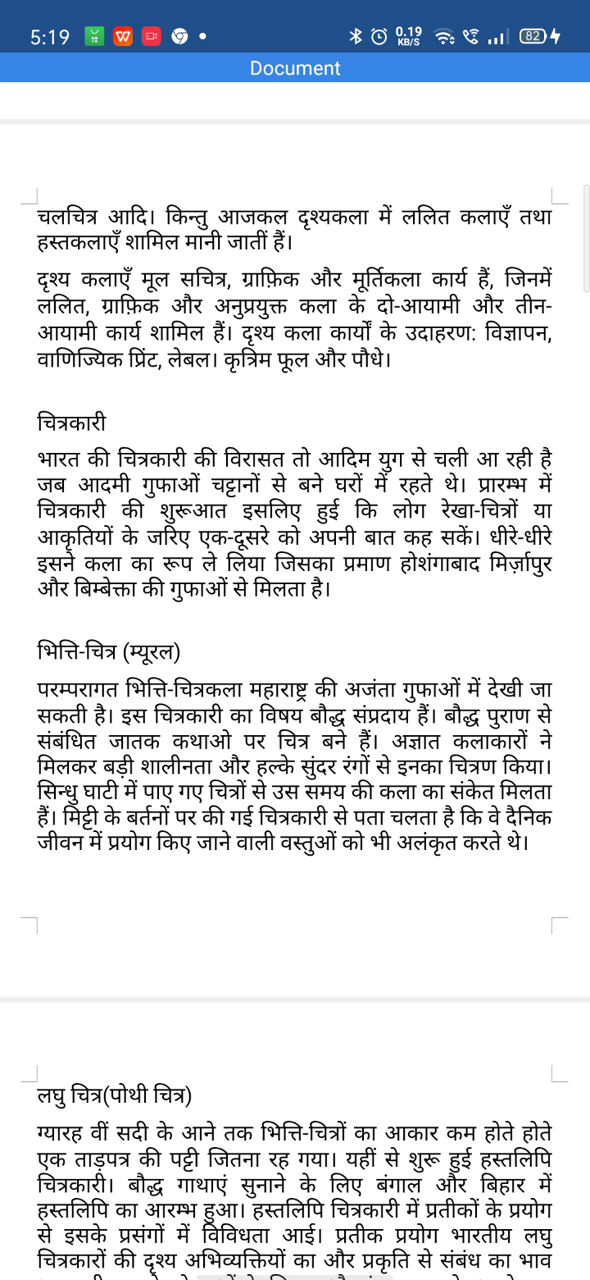 5:19
0.19
KB/S
82
Document
चलचित्र आदि। किन्तु आजकल दृश्यकला में ललित कलाएँ तथा
हस्तकलाएँ शामिल मानी जातीं हैं।
दृश्य कलाएँ मूल सचित्र, ग्राफ़िक और मूर्तिकला कार्य हैं, जिनमें
ललित, ग्राफ़िक और अनुप्रयुक्त कला के दो-आयामी और तीन-
आयामी कार्य शामिल हैं। दृश्य कला कार्यों के उदाहरण: विज्ञापन,
वाणिज्यिक प्रिंट, लेबल। कृत्रिम फूल और पौधे।
चित्रकारी
भारत की चित्रकारी की विरासत तो आदिम युग से चली आ रही है
जब आदमी गुफाओं चट्टानों से बने घरों में रहते थे। प्रारम्भ में
चित्रकारी की शुरूआत इसलिए हुई कि लोग रेखा-चित्रों या
आकृतियों के जरिए एक-दूसरे को अपनी बात कह सकें। धीरे-धीरे
इसने कला का रूप ले लिया जिसका प्रमाण होशंगाबाद मिर्ज़ापुर
और बिम्बेक्ता की गुफाओं से मिलता है।
भित्ति-चित्र (म्यूरल)
परम्परागत भित्ति-चित्रकला महाराष्ट्र की अजंता गुफाओं में देखी जा
सकती है। इस चित्रकारी का विषय बौद्ध संप्रदाय हैं। बौद्ध पुराण से
संबंधित जातक कथाओ पर चित्र बने हैं। अज्ञात कलाकारों ने
मिलकर बड़ी शालीनता और हल्के सुंदर रंगों से इनका चित्रण किया।
सिन्धु घाटी में पाए गए चित्रों से उस समय की कला का संकेत मिलता
हैं। मिट्टी के बर्तनों पर की गई चित्रकारी से पता चलता है कि वे दैनिक
जीवन में प्रयोग किए जाने वाली वस्तुओं को भी अलंकृत करते थे।
लघु चित्र(पोथी चित्र)
ग्यारह वीं सदी के आने तक भित्ति-चित्रों का आकार कम होते होते
एक ताड़पत्र की पट्टी जितना रह गया। यहीं से शुरू हुई हस्तलिपि
चित्रकारी। बौद्ध गाथाएं सुनाने के लिए बंगाल और बिहार में
हस्तलिपि का आरम्भ हुआ। हस्तलिपि चित्रकारी में प्रतीकों के प्रयोग
से इसके प्रसंगों में विविधता आई। प्रतीक प्रयोग भारतीय लघु
चित्रकारों की दृश्य अभिव्यक्तियों का और प्रकृति से संबंध का भाव